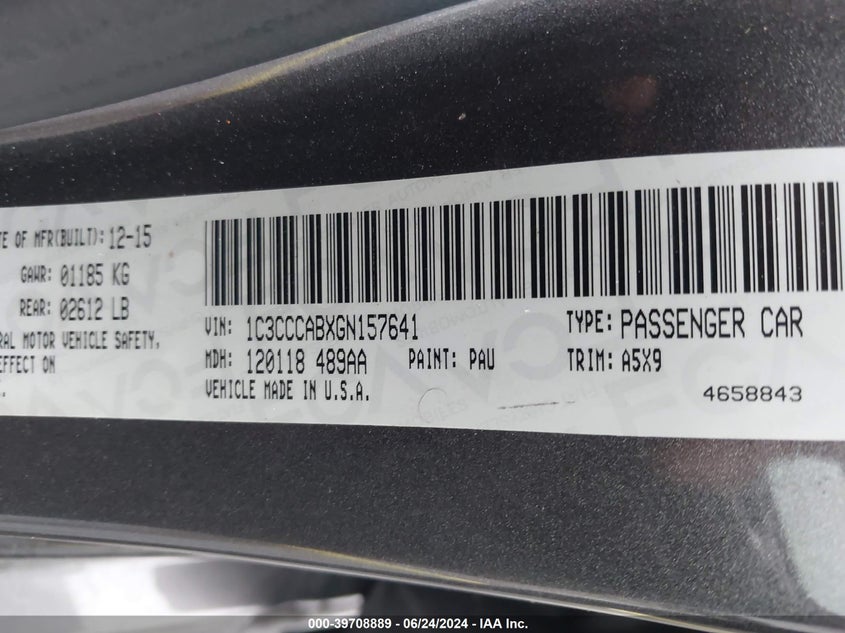 TE OF MFR(BUILT): 12-15
GAWR: 01185 KG
REAR: 02612 LB
RAL MOTOR VEHICLE SAFETY,
EFFECT ON
VIN: 1C3CCCABXGN157641
TYPE: PASSENGER CAR
MDH: 120118 489AA
PAINT: PAU
TRIM: A5X9
VEHICLE MADE IN U.S.A.
4658843
000-39708889 - 06/24/2024 - IAA Inc.